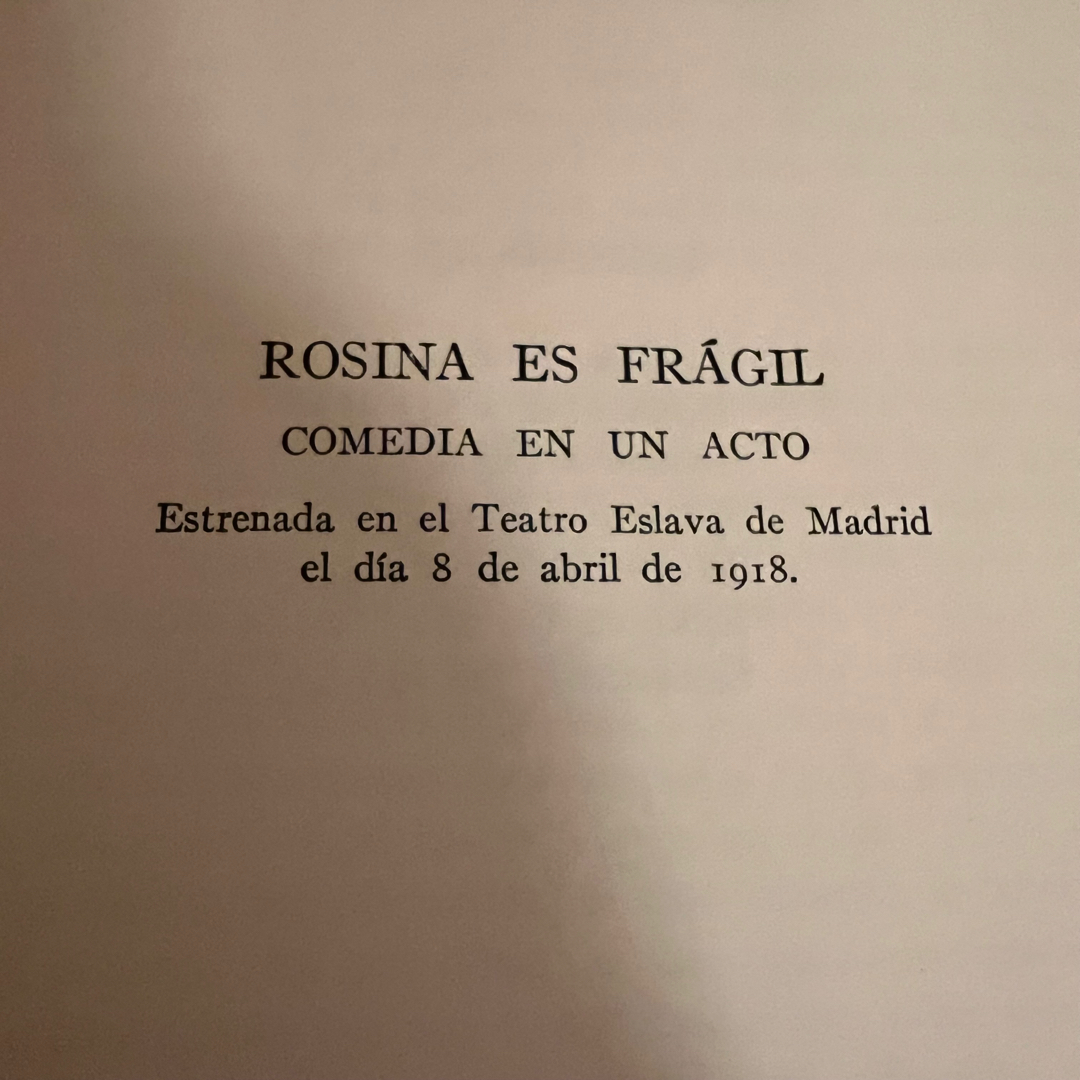 ROSINA ES FRÁGIL
COMEDIA EN UN ACTO
Estrenada en el Teatro Eslava de Madrid
el día 8 de abril de 1918.